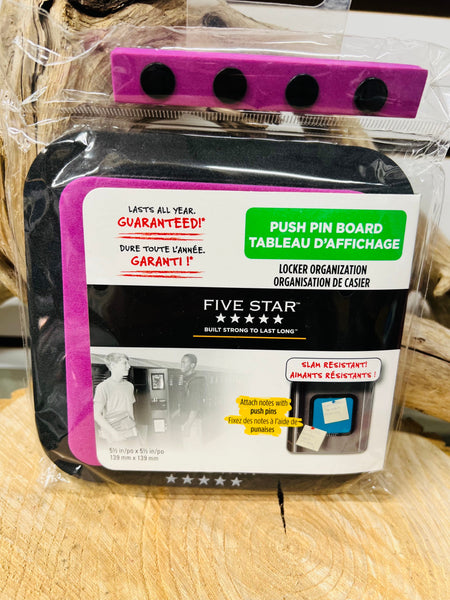 LASTS ALL YEAR.
GUARANTEED!*
DURE TOUTE L'ANNÉE.
GARANTI !*
PUSH PIN BOARD
TABLEAU D'AFFICHAGE
LOCKER ORGANIZATION
ORGANISATION DE CASIER
FIVE STAR™
★★★★★
BUILT STRONG TO LAST LONG™
SLAM RESISTANT!
AIMANTS RÉSISTANTS !
Attach notes with
push pins
Fixez des notes à l'aide de
punaises
5½ in/po x 5½ in/po
139 mm x 139 mm
★★★★★